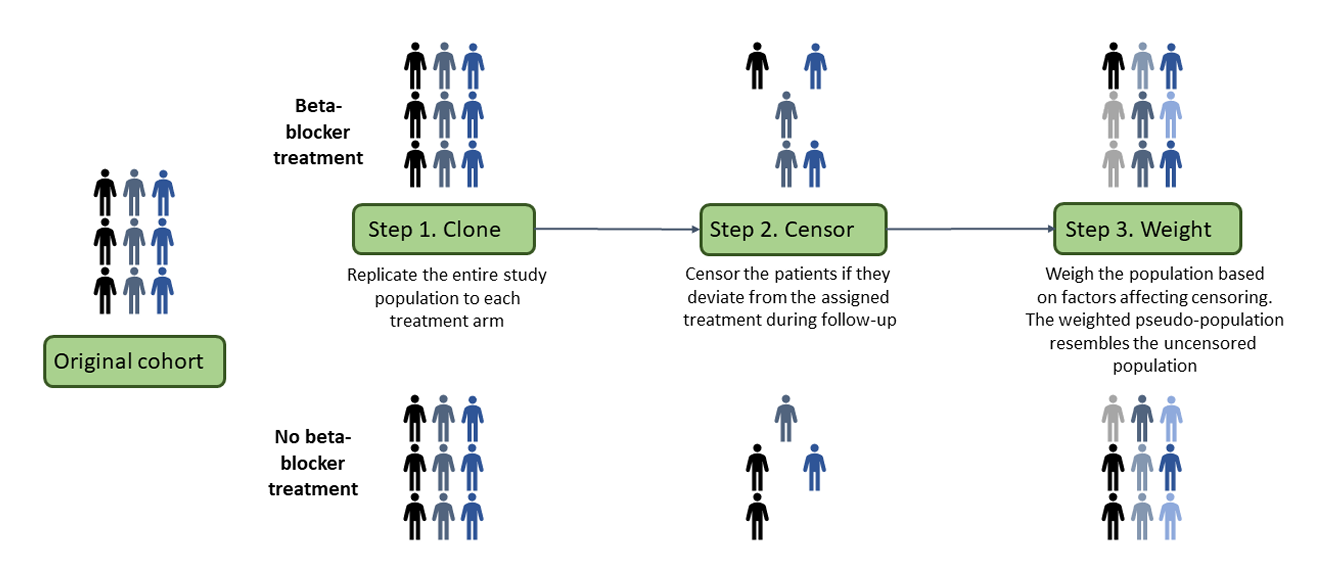 Beta-
blocker
treatment
Original cohort
Step 1. Clone
Replicate the entire study
population to each
treatment arm
Step 2. Censor
Censor the patients if they
deviate from the assigned
treatment during follow-up
Step 3. Weight
Weigh the population based
on factors affecting censoring.
The weighted pseudo-population
resembles the uncensored
population
No beta-
blocker
treatment